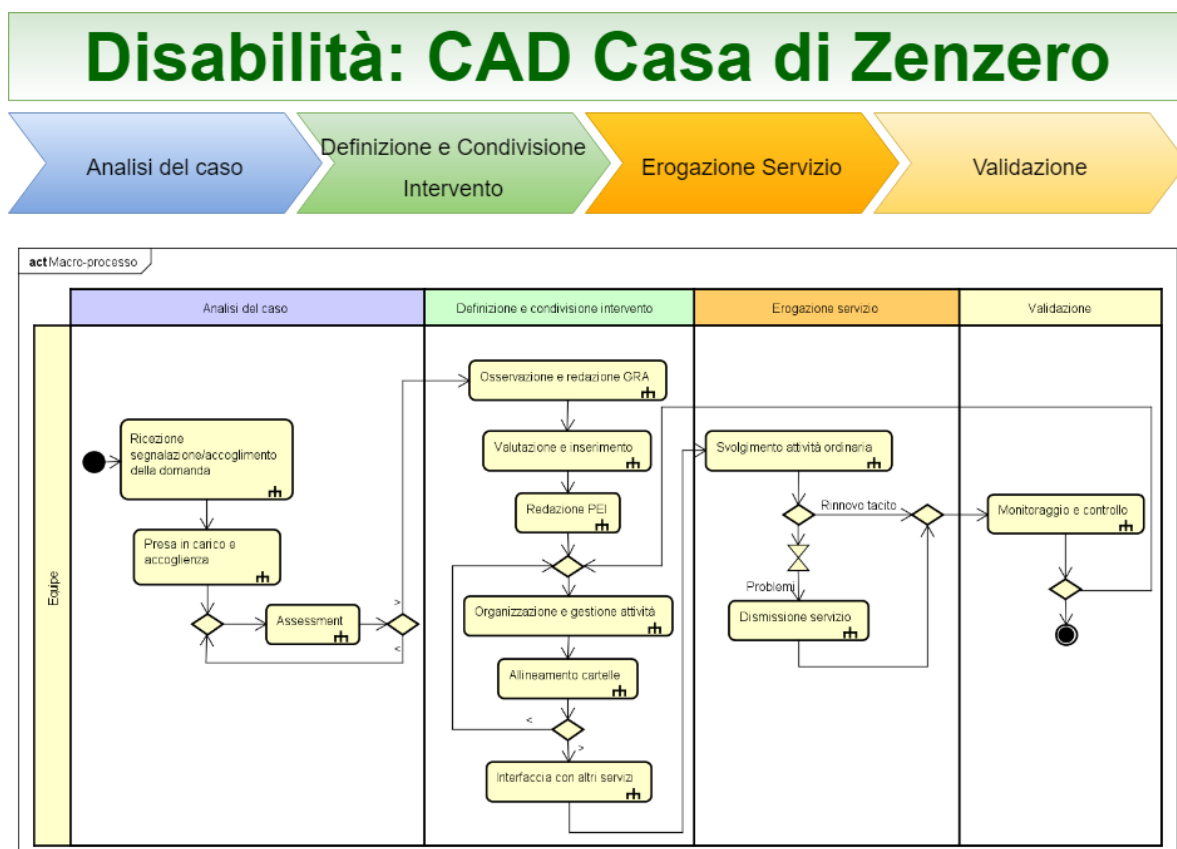 Disabilità: CAD Casa di Zenzero
Analisi del caso
Definizione e Condivisione
Intervento
Erogazione Servizio
Validazione
act Macro-processo
Analisi del caso
Definizione e condivisione intervento
Erogazione servizio
Validazione
Equipe
Ricezione
segnalazione/accoglimento
della domanda
Presa in carico e
accoglienza
Assessment
>
<
Osservazione e redazione GRA
Valutazione e inserimento
Redazione PEI
Organizzazione e gestione attività
Allineamento cartelle
<
>
Interfaccia con altri servizi
Svolgimento attività ordinaria
Rinnovo tacito
Problemi
Dismissione servizio
Monitoraggio e controllo